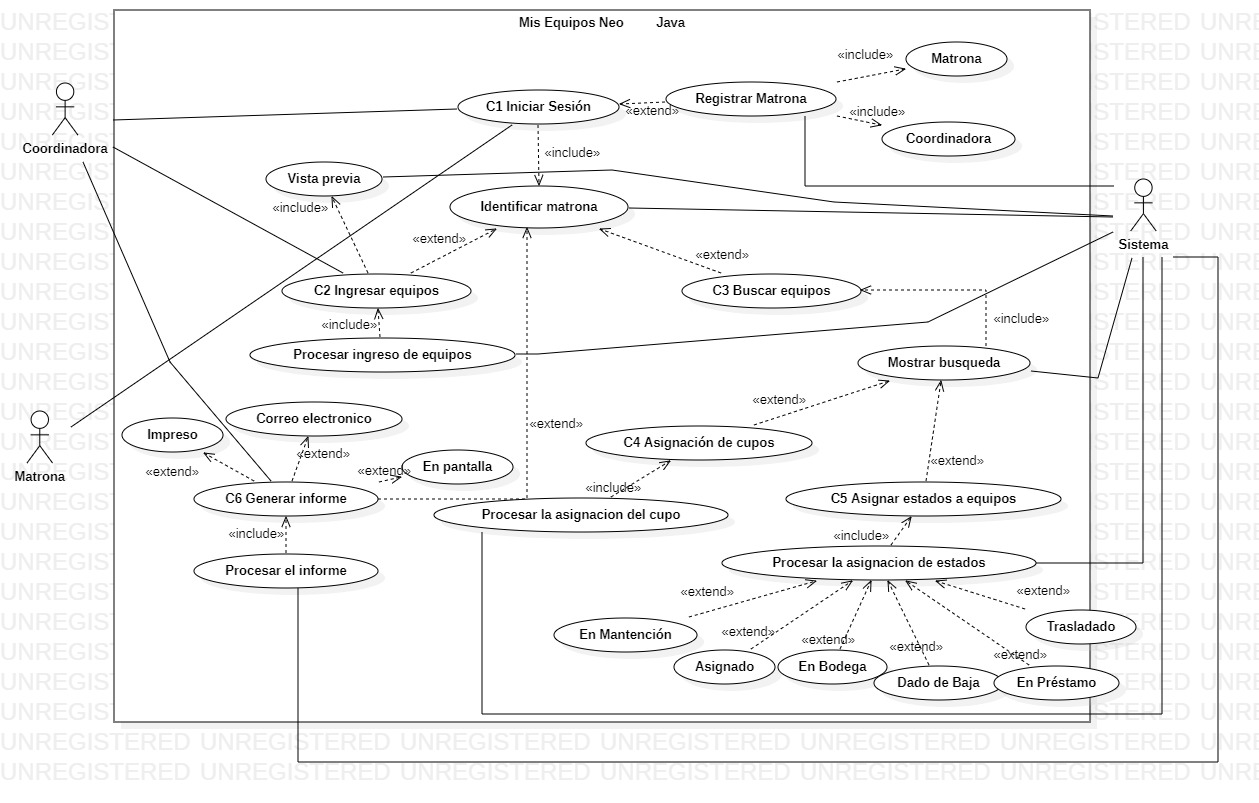 Mis Equipos Neo Java
«include»
Matrona
C1 Iniciar Sesión
«extend»
Registrar Matrona
«include»
Coordinadora
Coordinadora
«include»
Vista previa
«include»
Identificar matrona
Sistema
«extend»
«extend»
C2 Ingresar equipos
C3 Buscar equipos
«include»
«include»
Procesar ingreso de equipos
Mostrar busqueda
«extend»
Correo electronico
«extend»
Impreso
C4 Asignación de cupos
Matrona
«extend»
«extend»
«extend»
En pantalla
«extend»
C6 Generar informe
«include»
C5 Asignar estados a equipos
Procesar la asignacion del cupo
«include»
«include»
Procesar el informe
Procesar la asignacion de estados
«extend»
«extend»
En Mantención
«extend»
«extend»
«extend»
«extend»
Trasladado
Asignado
En Bodega
Dado de Baja
En Préstamo
UNREGISTERED UNREGISTERED UNREGISTERED UNREGISTERED UNREGISTERED UNREGISTERED
UNREGISTERED UNREGISTERED UNREGISTERED UNREGISTERED UNREGISTERED UNREGISTERED